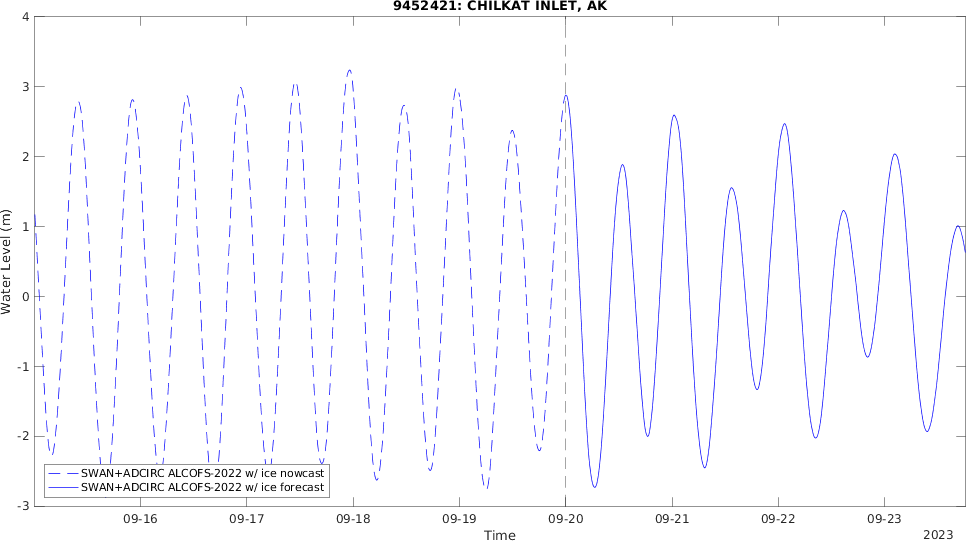 9452421: CHILKAT INLET, AK
4
3
2
1
0
-1
-2
-3
Water Level (m)
SWAN+ADCIRC ALCOFS-2022 w/ ice nowcast
SWAN+ADCIRC ALCOFS-2022 w/ ice forecast
09-16 09-17 09-18 09-19 09-20 09-21 09-22 09-23
Time
2023